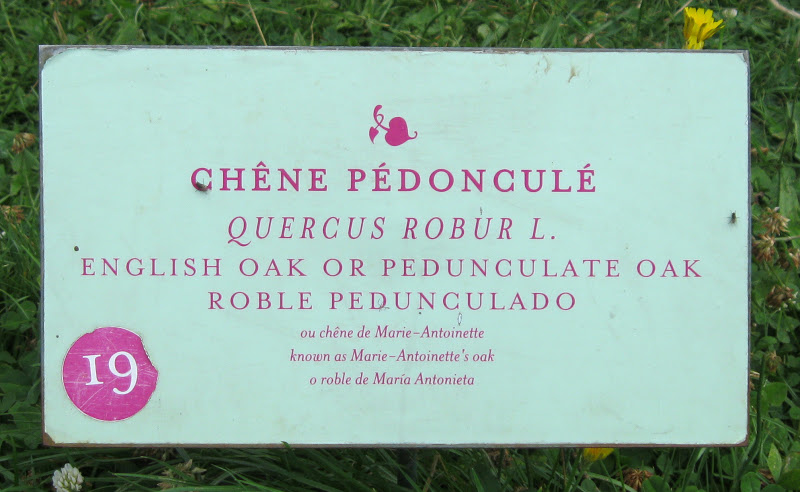 CHÊNE PÉDONCULÉ
QUERCUS ROBUR L.
ENGLISH OAK OR PEDUNCULATE OAK
ROBLE PEDUNCULADO
ou chêne de Marie-Antoinette
known as Marie-Antoinette's oak
o roble de María Antonieta
19